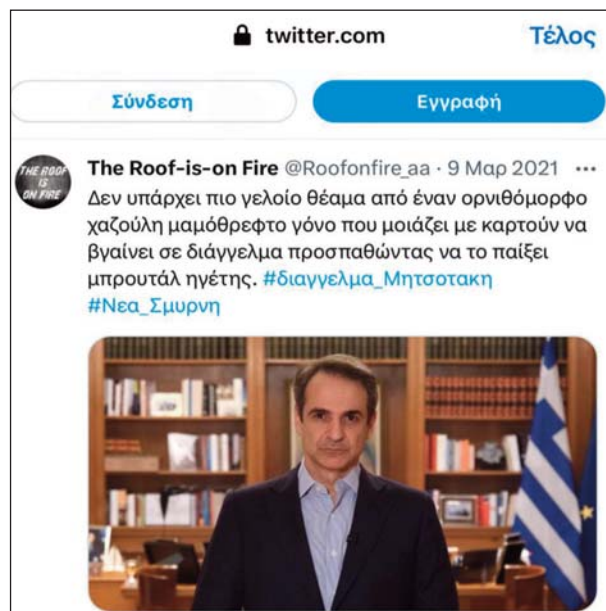 twitter.com Τέλος
Σύνδεση Εγγραφή
THE ROOF
IS
ON FIRE
The Roof-is-on Fire @Roofonfire_aa · 9 Μαρ 2021 ···
Δεν υπάρχει πιο γελοίο θέαμα από έναν ορνιθόμορφο
χαζούλη μαμόθρεφτο γόνο που μοιάζει με καρτούν να
βγαίνει σε διάγγελμα προσπαθώντας να το παίξει
μπρουτάλ ηγέτης. #διαγγελμα_Μητσοτακη
#Νεα_Σμυρνη